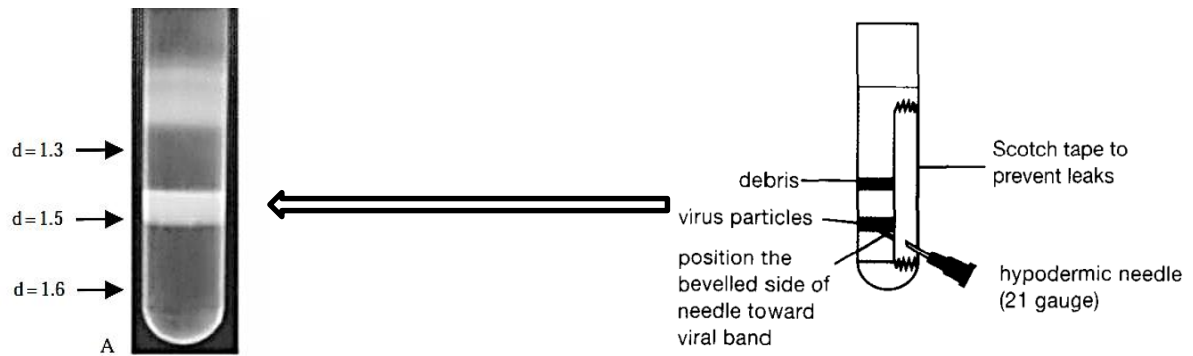 d=1.3
d=1.5
d=1.6
A
debris
virus particles
position the
bevelled side of
needle toward
viral band
Scotch tape to
prevent leaks
hypodermic needle
(21 gauge)